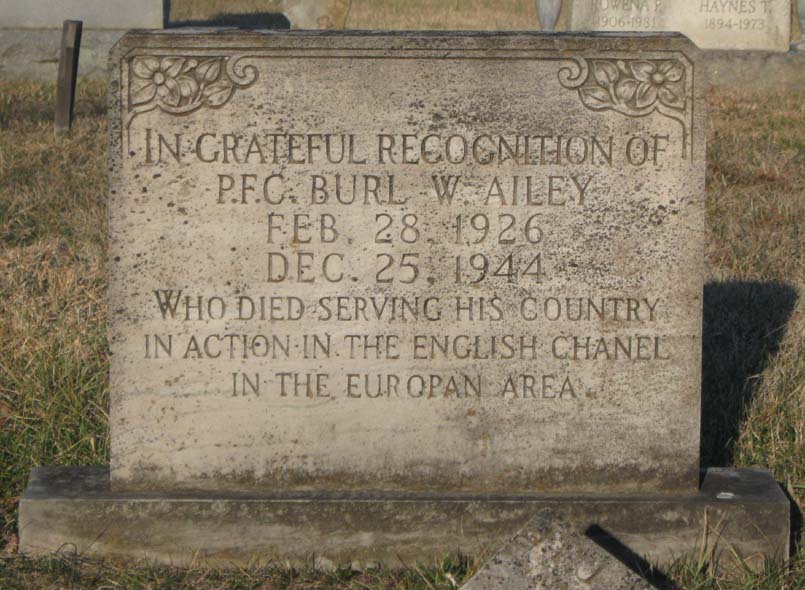 ROWENA P.
1906-1981
HAYNES T.
1894-1973
IN GRATEFUL RECOGNITION OF
P.F.C. BURL W. AILEY
FEB. 28, 1926
DEC. 25, 1944
WHO DIED SERVING HIS COUNTRY
IN ACTION IN THE ENGLISH CHANEL
IN THE EUROPAN AREA